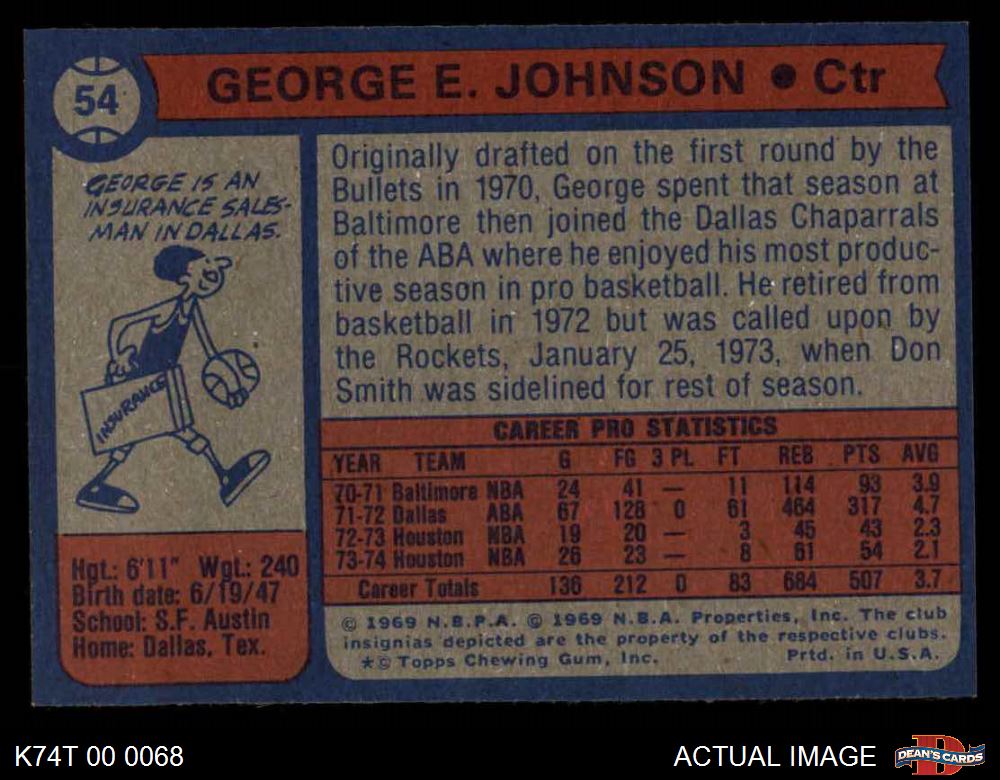 54
GEORGE E. JOHNSON • Ctr
GEORGE IS AN
INSURANCE SALES-
MAN IN DALLAS.
INSURANCE
Hgt.: 6'11" Wgt.: 240
Birth date: 6/19/47
School: S.F. Austin
Home: Dallas, Tex.
Originally drafted on the first round by the
Bullets in 1970, George spent that season at
Baltimore then joined the Dallas Chaparrals
of the ABA where he enjoyed his most produc-
tive season in pro basketball. He retired from
basketball in 1972 but was called upon by
the Rockets, January 25, 1973, when Don
Smith was sidelined for rest of season.
CAREER PRO STATISTICS
YEAR TEAM G FG 3 PL FT REB PTS AVG
70-71 Baltimore NBA 24 41 — 11 114 93 3.9
71-72 Dallas ABA 67 128 0 61 464 317 4.7
72-73 Houston NBA 19 20 — 3 45 43 2.3
73-74 Houston NBA 26 23 — 8 61 54 2.1
Career Totals 136 212 0 83 684 507 3.7
© 1969 N.B.P.A. © 1969 N.B.A. Properties, Inc. The club
insignias depicted are the property of the respective clubs.
★© Topps Chewing Gum, Inc. Prtd. in U.S.A.
K74T 00 0068
ACTUAL IMAGE
D
DEAN'S CARDS